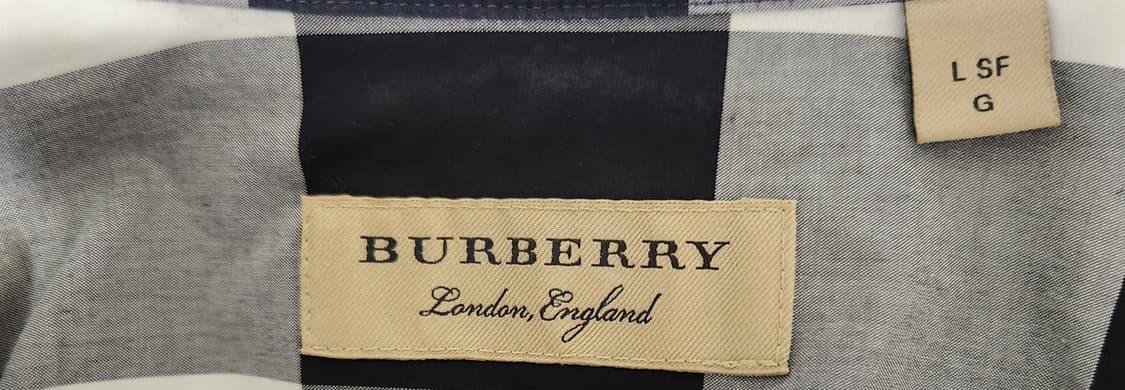 L SF
G
BURBERRY
London, England